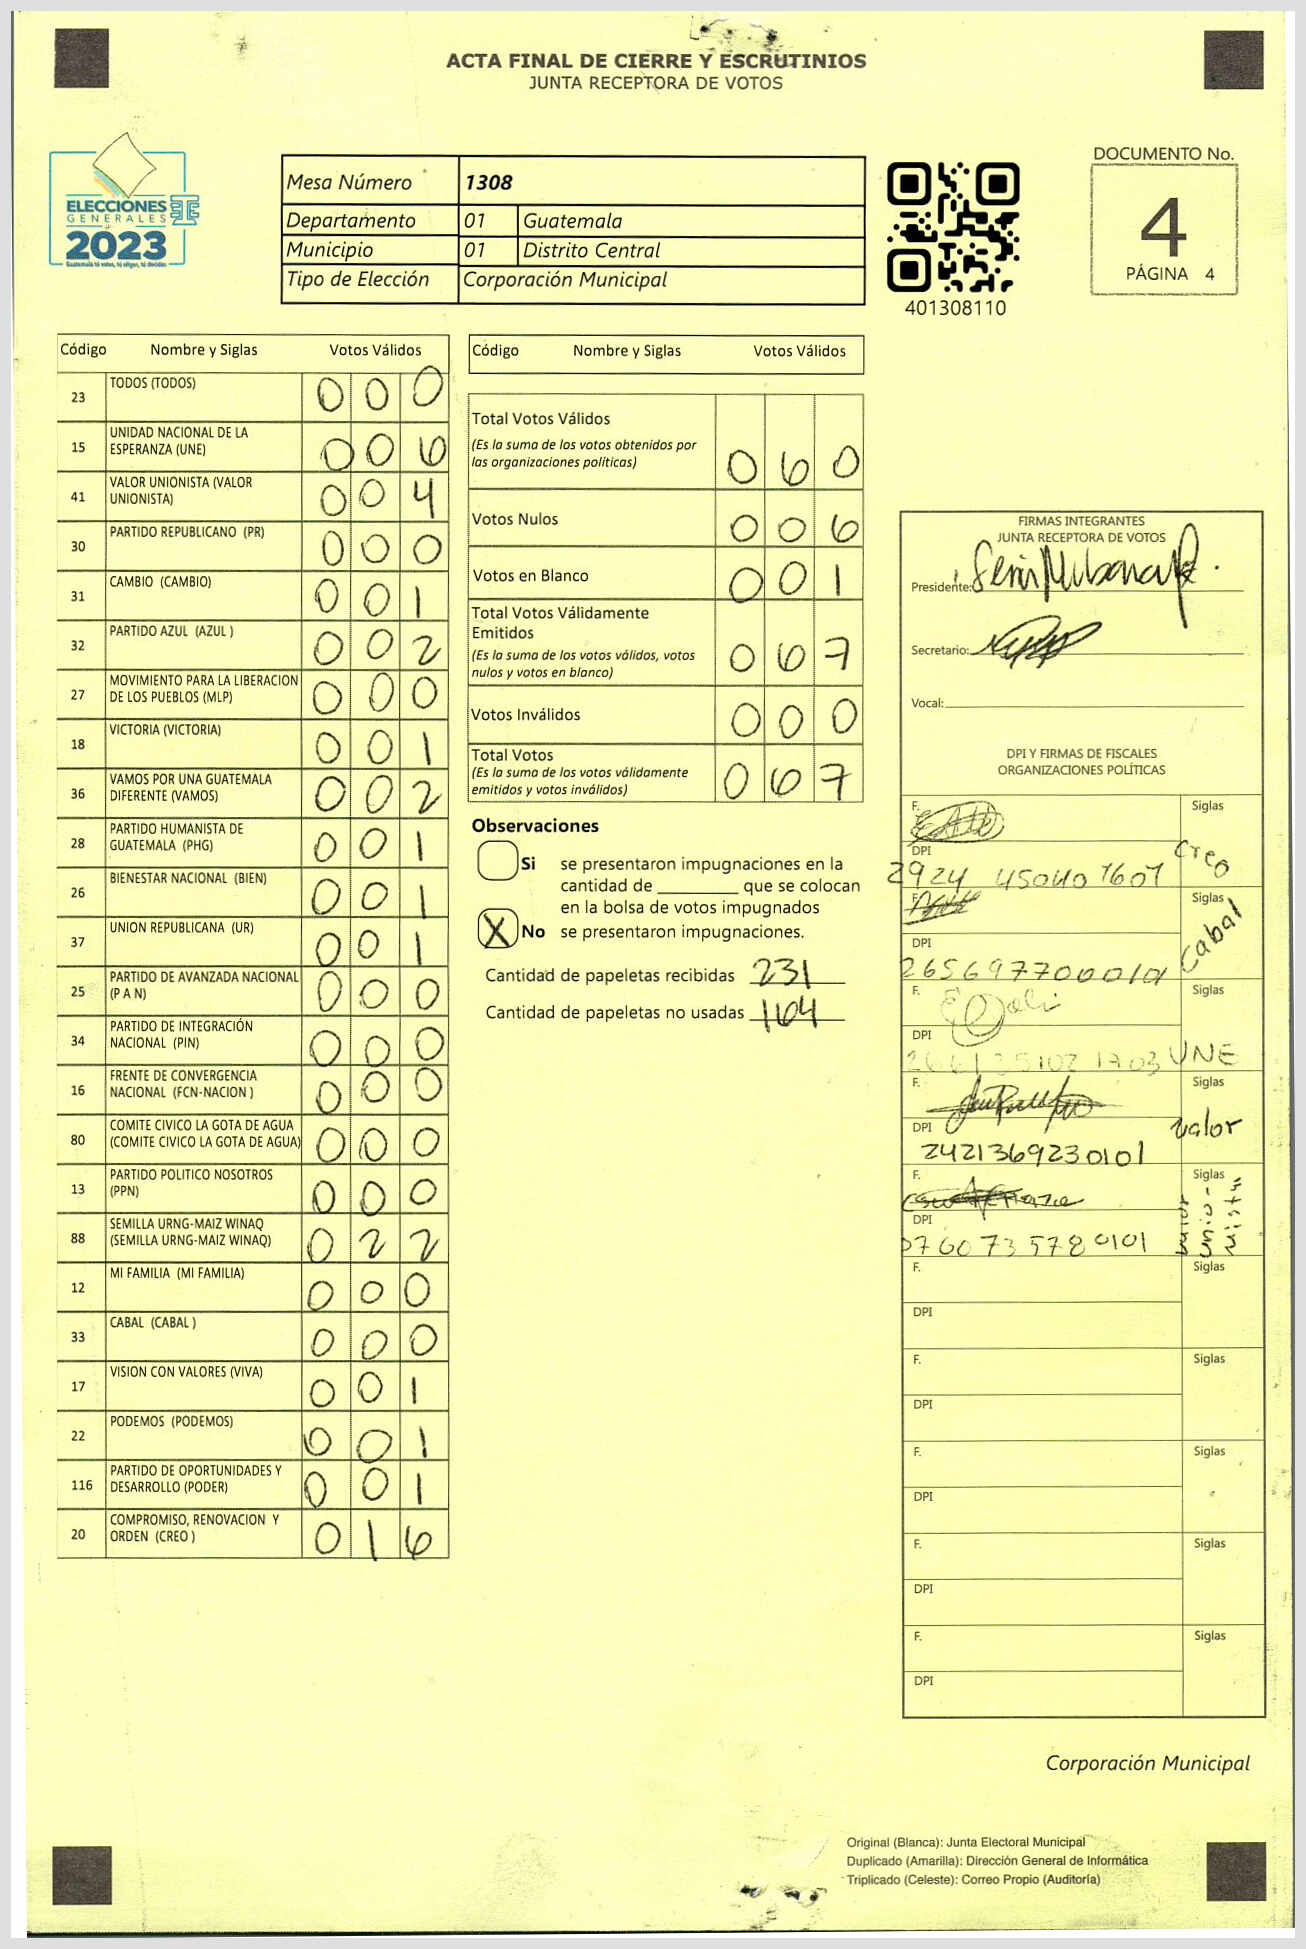 ACTA FINAL DE CIERRE Y ESCRUTINIOS
JUNTA RECEPTORA DE VOTOS
ELECCIONES
GENERALES
2023
Guatemala tú votas, tú eliges, tú decides
Mesa Número 1308
Departamento 01 Guatemala
Municipio 01 Distrito Central
Tipo de Elección Corporación Municipal
401308110
DOCUMENTO No.
4
PÁGINA 4
Código Nombre y Siglas Votos Válidos
23 TODOS (TODOS) 0 0 0
15 UNIDAD NACIONAL DE LA ESPERANZA (UNE) 0 0 6
41 VALOR UNIONISTA (VALOR UNIONISTA) 0 0 4
30 PARTIDO REPUBLICANO (PR) 0 0 0
31 CAMBIO (CAMBIO) 0 0 1
32 PARTIDO AZUL (AZUL ) 0 0 2
27 MOVIMIENTO PARA LA LIBERACION DE LOS PUEBLOS (MLP) 0 0 0
18 VICTORIA (VICTORIA) 0 0 1
36 VAMOS POR UNA GUATEMALA DIFERENTE (VAMOS) 0 0 2
28 PARTIDO HUMANISTA DE GUATEMALA (PHG) 0 0 1
26 BIENESTAR NACIONAL (BIEN) 0 0 1
37 UNION REPUBLICANA (UR) 0 0 1
25 PARTIDO DE AVANZADA NACIONAL (P A N) 0 0 0
34 PARTIDO DE INTEGRACIÓN NACIONAL (PIN) 0 0 0
16 FRENTE DE CONVERGENCIA NACIONAL (FCN-NACION ) 0 0 0
80 COMITE CIVICO LA GOTA DE AGUA (COMITE CIVICO LA GOTA DE AGUA) 0 0 0
13 PARTIDO POLITICO NOSOTROS (PPN) 0 0 0
88 SEMILLA URNG-MAIZ WINAQ (SEMILLA URNG-MAIZ WINAQ) 0 2 2
12 MI FAMILIA (MI FAMILIA) 0 0 0
33 CABAL (CABAL ) 0 0 0
17 VISION CON VALORES (VIVA) 0 0 1
22 PODEMOS (PODEMOS) 0 0 1
116 PARTIDO DE OPORTUNIDADES Y DESARROLLO (PODER) 0 0 1
20 COMPROMISO, RENOVACION Y ORDEN (CREO ) 0 1 6
Código Nombre y Siglas Votos Válidos
Total Votos Válidos
(Es la suma de los votos obtenidos por
las organizaciones políticas) 0 6 0
Votos Nulos 0 0 6
Votos en Blanco 0 0 1
Total Votos Válidamente
Emitidos
(Es la suma de los votos válidos, votos
nulos y votos en blanco) 0 6 7
Votos Inválidos 0 0 0
Total Votos
(Es la suma de los votos válidamente
emitidos y votos inválidos) 0 6 7
Observaciones
Si se presentaron impugnaciones en la
cantidad de ________ que se colocan
en la bolsa de votos impugnados
X No se presentaron impugnaciones.
Cantidad de papeletas recibidas 231
Cantidad de papeletas no usadas 164
FIRMAS INTEGRANTES
JUNTA RECEPTORA DE VOTOS
Presidente:
Secretario:
Vocal:
DPI Y FIRMAS DE FISCALES
ORGANIZACIONES POLÍTICAS
F. Siglas
DPI Creo
2924 45040 1601
F. Siglas
DPI Cabal
2656977000101
F. Siglas
DPI UNE
F. Siglas
DPI Valor
2421369230101
F. Siglas
DPI valor unio- nista
0760735780101
F. Siglas
DPI
F. Siglas
DPI
F. Siglas
DPI
F. Siglas
DPI
F. Siglas
DPI
Corporación Municipal
Original (Blanca): Junta Electoral Municipal
Duplicado (Amarilla): Dirección General de Informática
Triplicado (Celeste): Correo Propio (Auditoría)